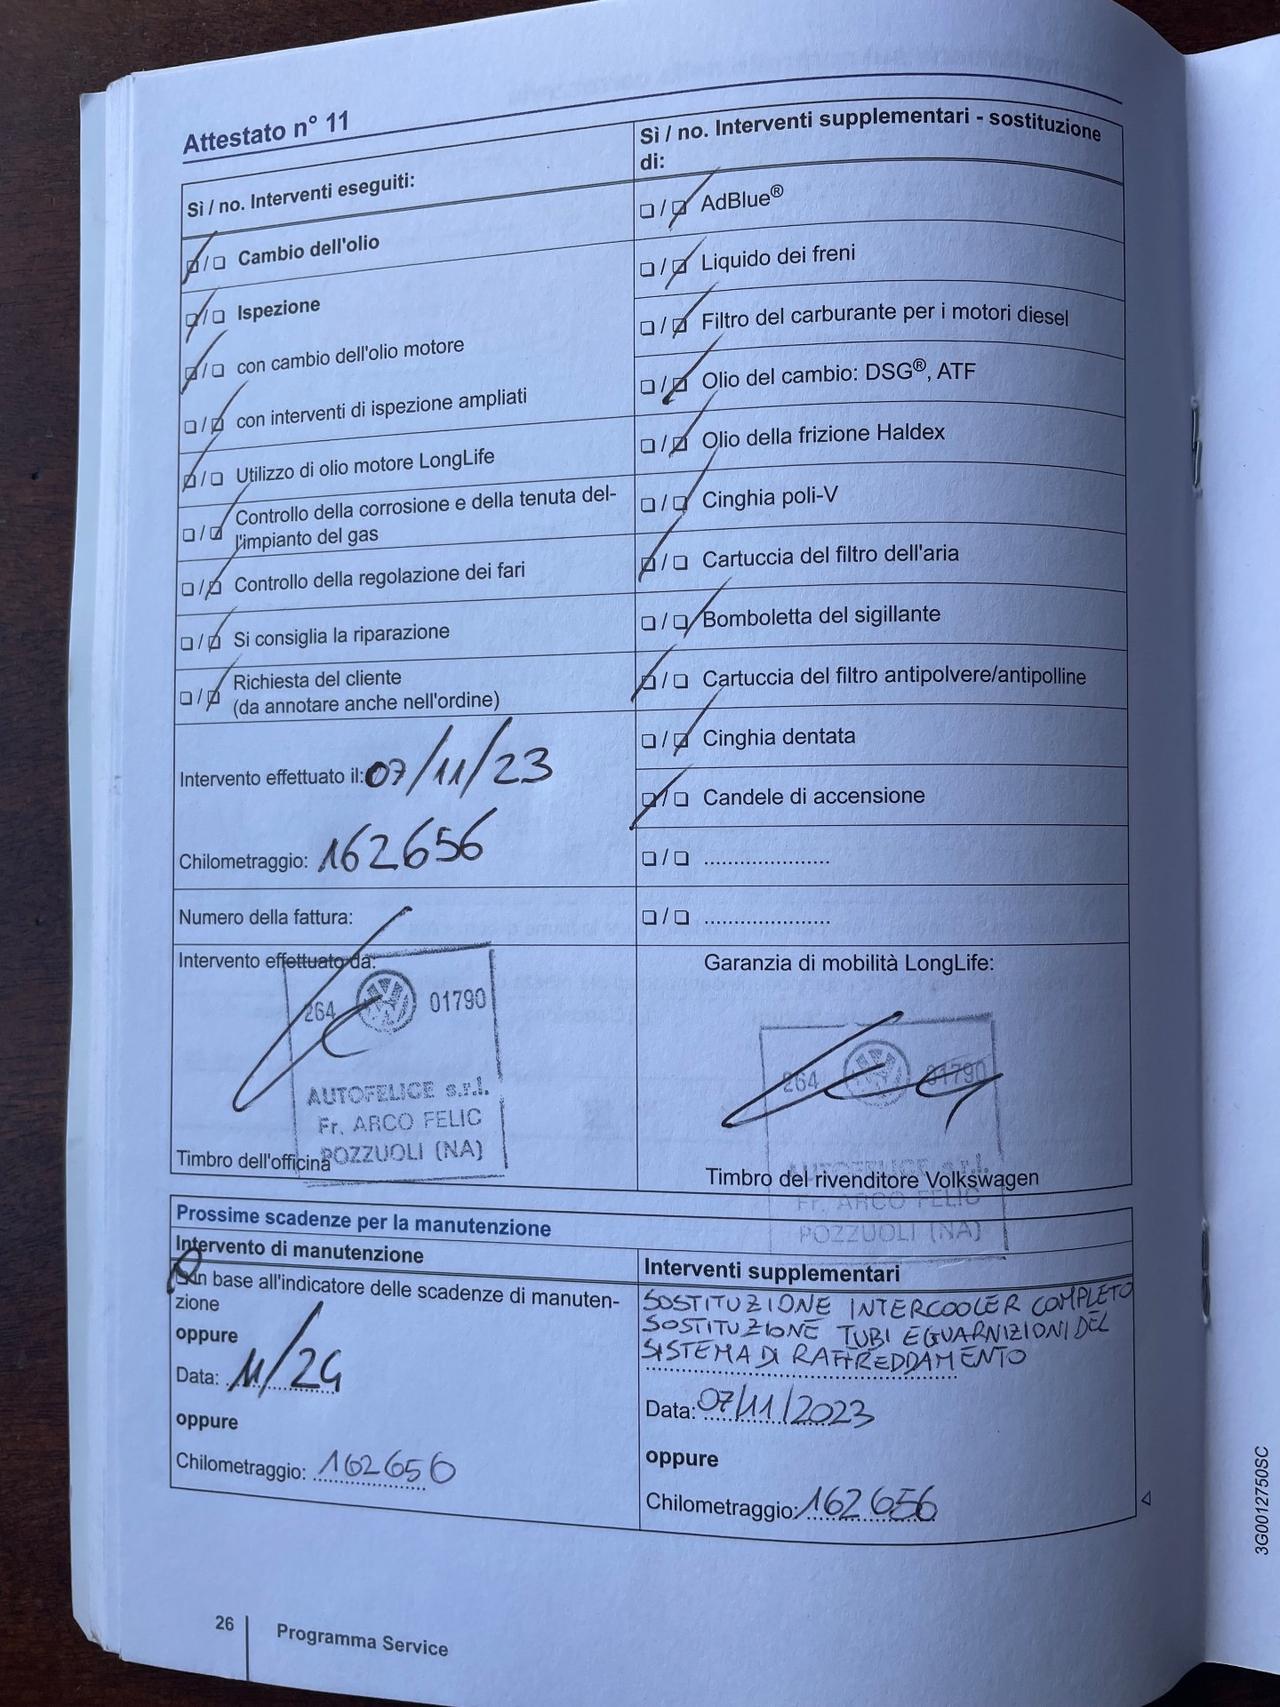 Attestato n° 11
Sì / no. Interventi eseguiti:
❑ / ❑ Cambio dell'olio
❑ / ❑ Ispezione
❑ / ❑ con cambio dell'olio motore
❑ / ❑ con interventi di ispezione ampliati
❑ / ❑ Utilizzo di olio motore LongLife
❑ / ❑ Controllo della corrosione e della tenuta del-
l'impianto del gas
❑ / ❑ Controllo della regolazione dei fari
❑ / ❑ Si consiglia la riparazione
❑ / ❑ Richiesta del cliente
(da annotare anche nell'ordine)
Intervento effettuato il: 07/11/23
Chilometraggio: 162656
Numero della fattura:
Intervento effettuato da:
264 01790
AUTOFELICE s.r.l.
Fr. ARCO FELIC
POZZUOLI (NA)
Timbro dell'officina
Sì / no. Interventi supplementari - sostituzione
di:
❑ / ❑ AdBlue®
❑ / ❑ Liquido dei freni
❑ / ❑ Filtro del carburante per i motori diesel
❑ / ❑ Olio del cambio: DSG®, ATF
❑ / ❑ Olio della frizione Haldex
❑ / ❑ Cinghia poli-V
❑ / ❑ Cartuccia del filtro dell'aria
❑ / ❑ Bomboletta del sigillante
❑ / ❑ Cartuccia del filtro antipolvere/antipolline
❑ / ❑ Cinghia dentata
❑ / ❑ Candele di accensione
❑ / ❑ ......................
❑ / ❑ ......................
Garanzia di mobilità LongLife:
264 01790
AUTOFELICE s.r.l.
Timbro del rivenditore Volkswagen
Fr. ARCO FELIC
POZZUOLI (NA)
Prossime scadenze per la manutenzione
Intervento di manutenzione
❑ In base all'indicatore delle scadenze di manuten-
zione
oppure
Data: 11/24
oppure
Chilometraggio: 162650
Interventi supplementari
SOSTITUZIONE INTERCOOLER COMPLETO
SOSTITUZIONE TUBI E GUARNIZIONI DEL
SISTEMA DI RAFFREDDAMENTO
Data: 07/11/2023
oppure
Chilometraggio: 162656
26 Programma Service
3G0012750SC